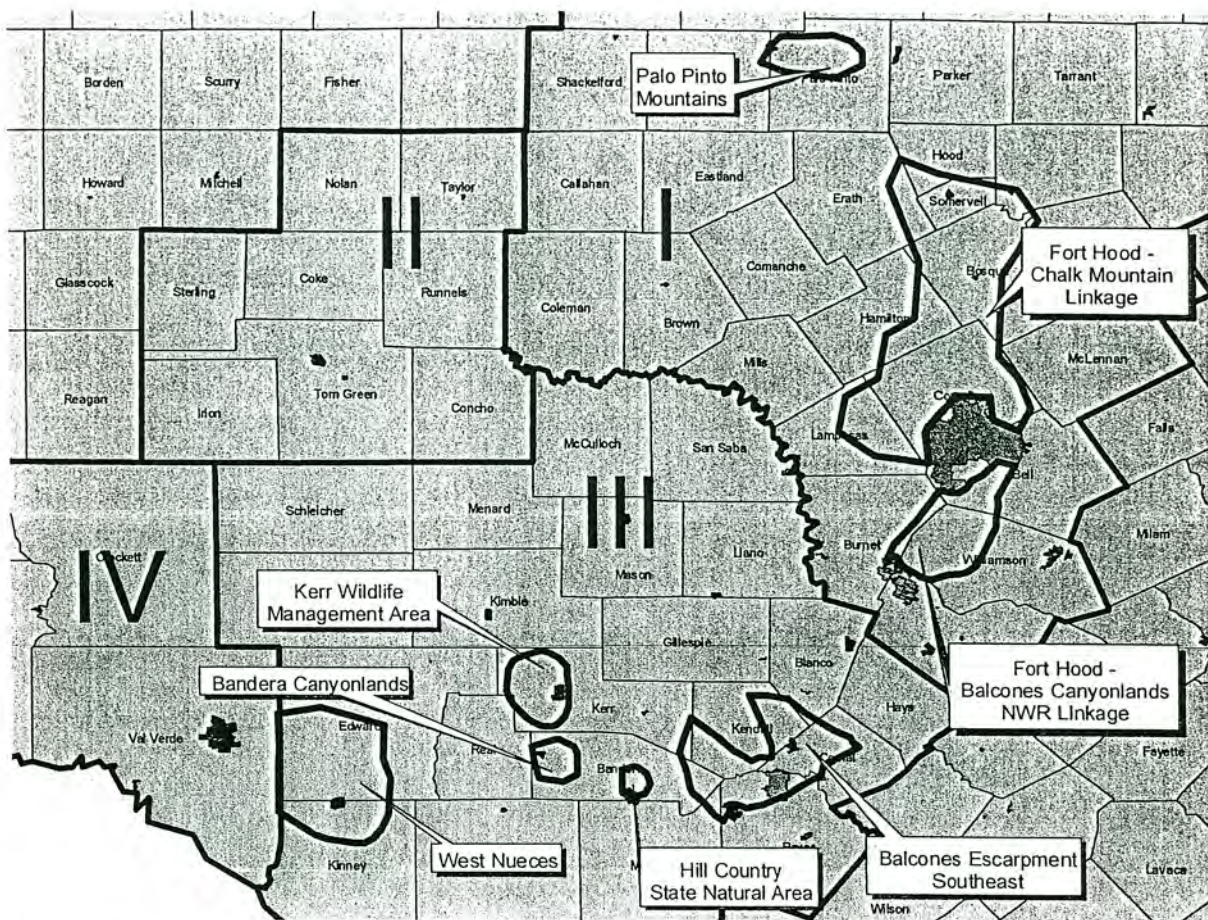 Palo Pinto
Mountains
Borden
Scurry
Fisher
Shackelford
Parker
Tarrant
Howard
Mitchell
Nolan
Taylor
Callahan
Eastland
Hood
Erath
Somervell
II
I
Glasscock
Sterling
Coke
Runnels
Coleman
Brown
Comanche
Bosque
Hamilton
Fort Hood -
Chalk Mountain
Linkage
Mills
McLennan
Reagan
Irion
Tom Green
Concho
McCulloch
San Saba
Lampasas
Falls
Bell
Schleicher
Menard
III
Mason
Llano
Burnet
Williamson
Milam
Crockett
IV
Kerr Wildlife
Management Area
Kimble
Gillespie
Blanco
Bandera Canyonlands
Fort Hood -
Balcones Canyonlands
NWR LInkage
Val Verde
Edwards
Real
Kerr
Kendall
Hays
Fayette
West Nueces
Kinney
Hill Country
State Natural Area
Balcones Escarpment
Southeast
Lavaca
Wilson